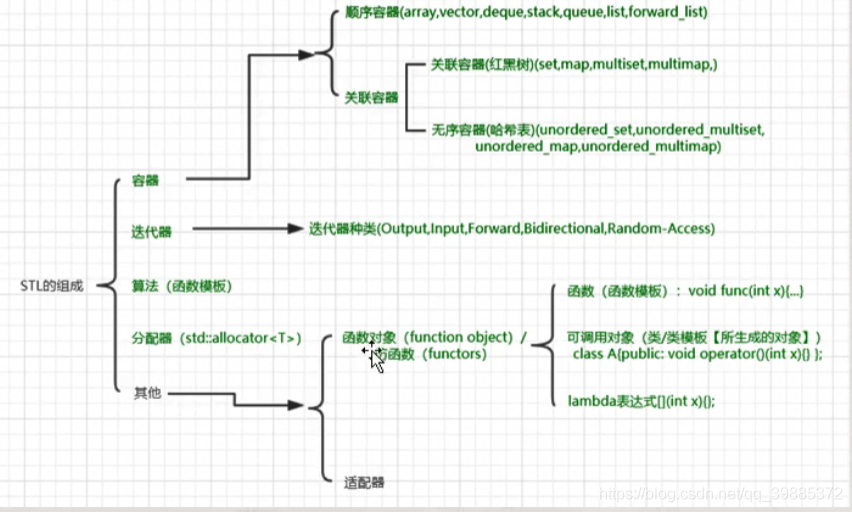 顺序容器(array,vector,deque,stack,queue,list,forward_list)
关联容器(红黑树)(set,map,multiset,multimap,)
关联容器
无序容器(哈希表)(unordered_set,unordered_multiset,
unordered_map,unordered_multimap)
容器
迭代器
迭代器种类(Output,Input,Forward,Bidirectional,Random-Access)
STL的组成
算法（函数模板）
函数（函数模板）: void func(int x){...}
分配器（std::allocator<T>）
函数对象（function object）/
函数（functors）
可调用对象（类/类模板【所生成的对象】）
class A{public: void operator()(int x){} };
其他
lambda表达式[](int x){};
适配器
https://blog.csdn.net/qq_39885372